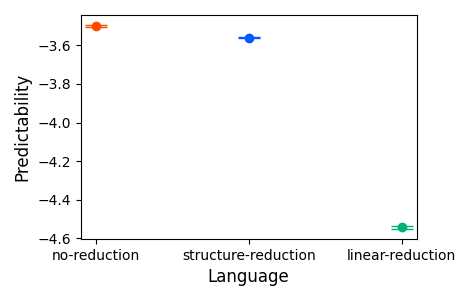 Predictability
−3.6
−3.8
−4.0
−4.2
−4.4
−4.6
no-reduction structure-reduction linear-reduction
Language